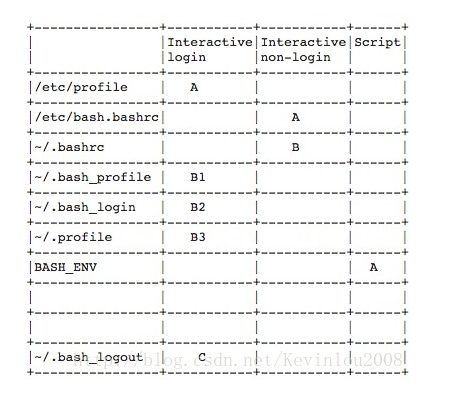 +----------------+-----------+-----------+------+
|                |Interactive|Interactive|Script|
|                |login      |non-login  |      |
+----------------+-----------+-----------+------+
|/etc/profile    |   A       |           |      |
+----------------+-----------+-----------+------+
|/etc/bash.bashrc|           |    A      |      |
+----------------+-----------+-----------+------+
|~/.bashrc       |           |    B      |      |
+----------------+-----------+-----------+------+
|~/.bash_profile |   B1      |           |      |
+----------------+-----------+-----------+------+
|~/.bash_login   |   B2      |           |      |
+----------------+-----------+-----------+------+
|~/.profile      |   B3      |           |      |
+----------------+-----------+-----------+------+
|BASH_ENV        |           |           |  A   |
+----------------+-----------+-----------+------+
|                |           |           |      |
+----------------+-----------+-----------+------+
|                |           |           |      |
+----------------+-----------+-----------+------+
|~/.bash_logout  |    C      |           |      |
+----------------+-----------+-----------+------+
http://blog.csdn.net/Kevinlou2008